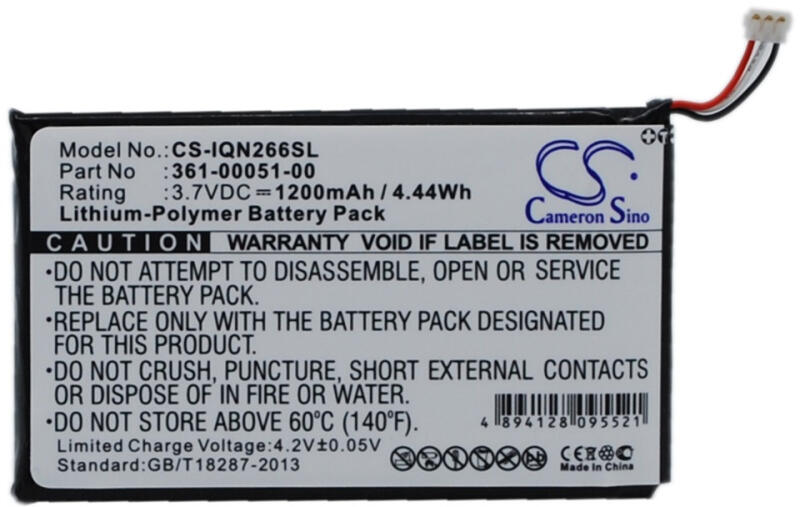 Model No.: CS-IQN266SL
Part No : 361-00051-00
Rating : 3.7VDC⎓1200mAh / 4.44Wh
Lithium-Polymer Battery Pack
CS
Cameron Sino
CAUTION WARRANTY VOID IF LABEL IS REMOVED
•DO NOT ATTEMPT TO DISASSEMBLE, OPEN OR SERVICE
THE BATTERY PACK.
•REPLACE ONLY WITH THE BATTERY PACK DESIGNATED
FOR THIS PRODUCT.
•DO NOT CRUSH, PUNCTURE, SHORT EXTERNAL CONTACTS
OR DISPOSE OF IN FIRE OR WATER.
•DO NOT STORE ABOVE 60℃ (140℉).
4 894128 095521
Limited Charging Voltage:4.2V±0.05V
Standard:GB/T18287-2013
CE
Made In China